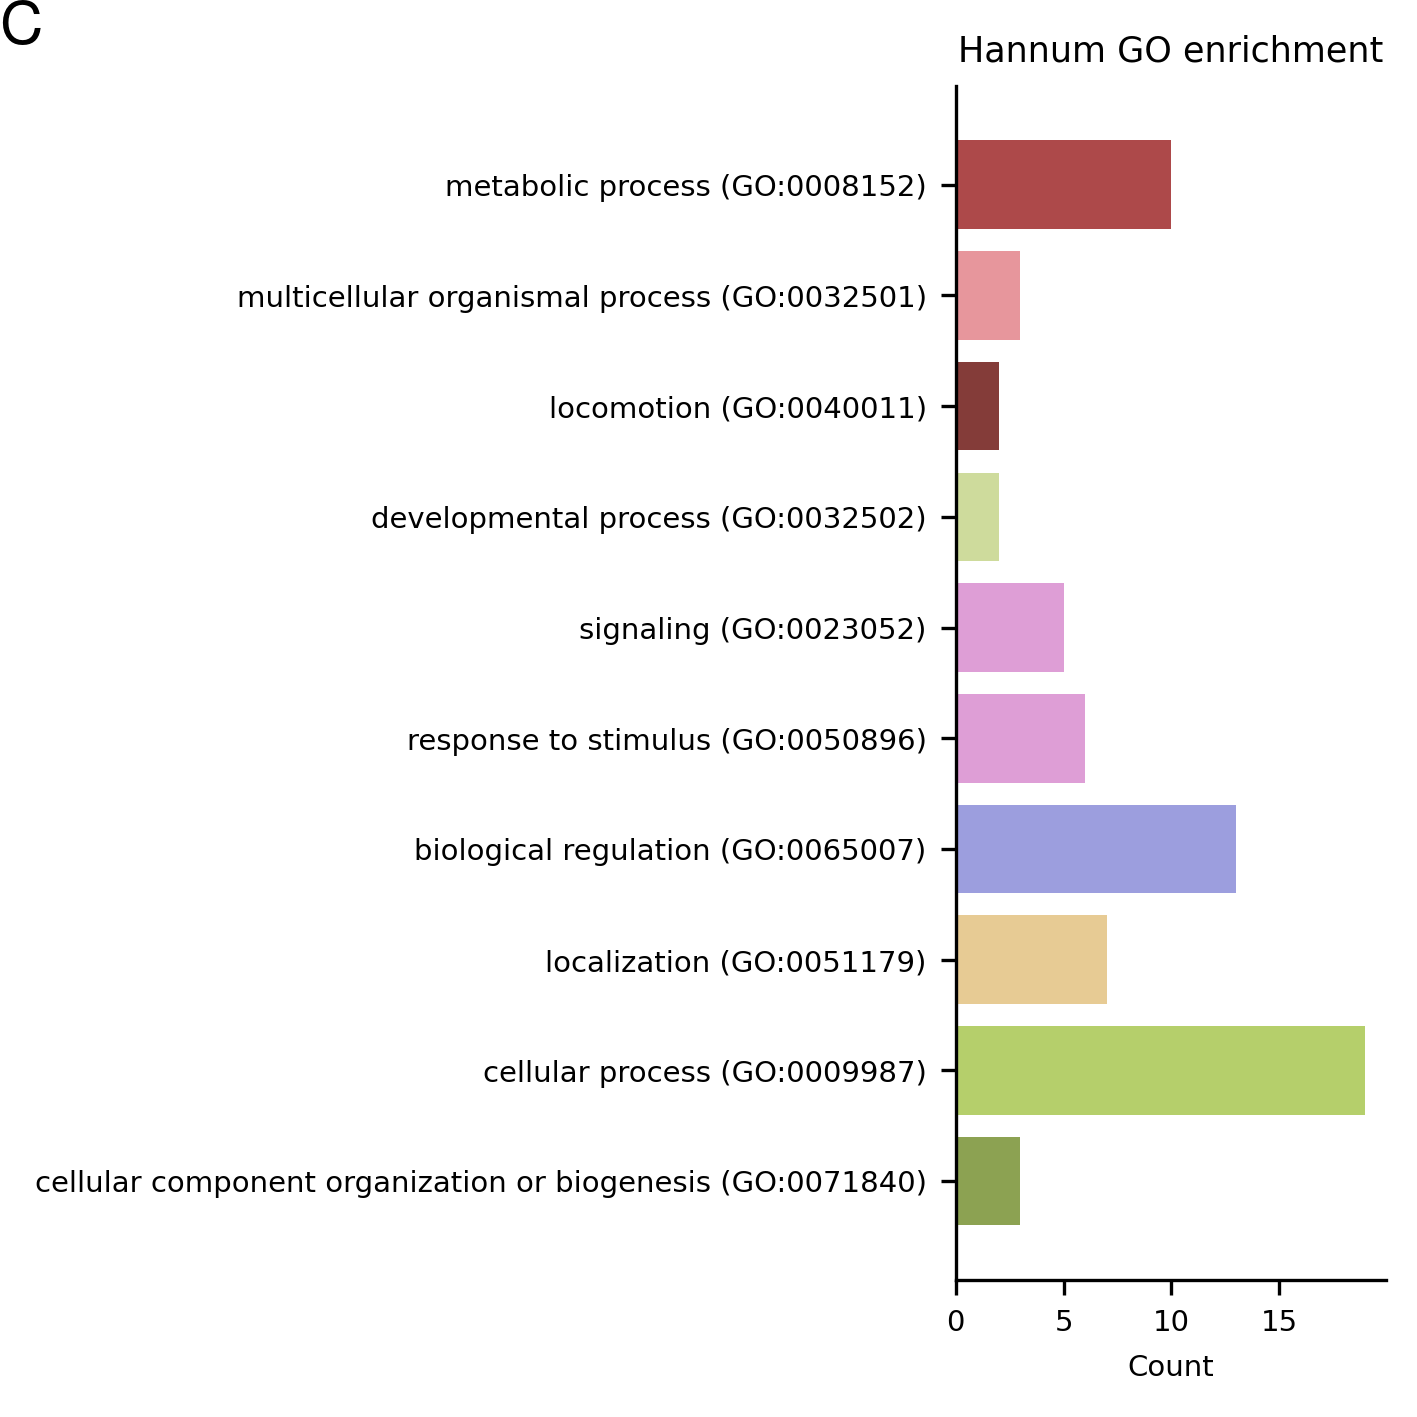 C
Hannum GO enrichment
metabolic process (GO:0008152)
multicellular organismal process (GO:0032501)
locomotion (GO:0040011)
developmental process (GO:0032502)
signaling (GO:0023052)
response to stimulus (GO:0050896)
biological regulation (GO:0065007)
localization (GO:0051179)
cellular process (GO:0009987)
cellular component organization or biogenesis (GO:0071840)
0 5 10 15
Count